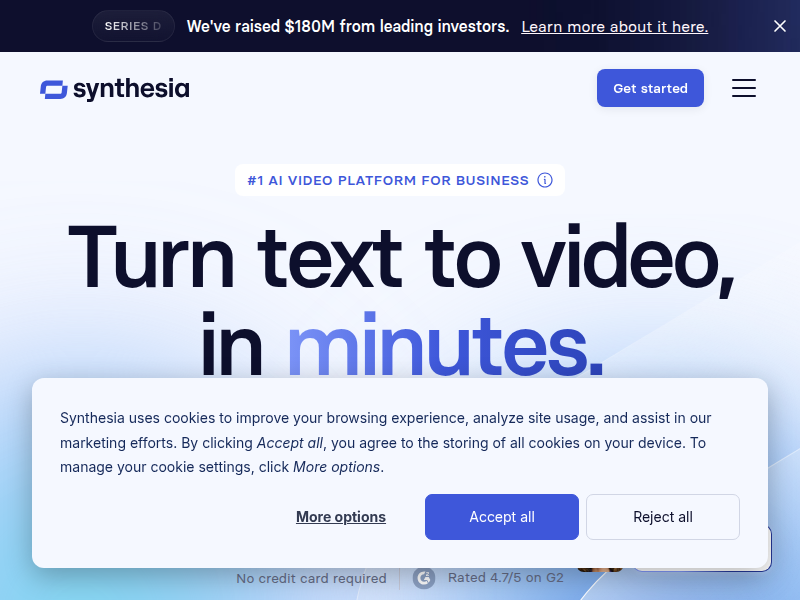 SERIES D We've raised $180M from leading investors. Learn more about it here.
synthesia
Get started
#1 AI VIDEO PLATFORM FOR BUSINESS
Turn text to video,
in minutes.
Synthesia uses cookies to improve your browsing experience, analyze site usage, and assist in our
marketing efforts. By clicking Accept all, you agree to the storing of all cookies on your device. To
manage your cookie settings, click More options.
More options
Accept all
Reject all
No credit card required
Rated 4.7/5 on G2